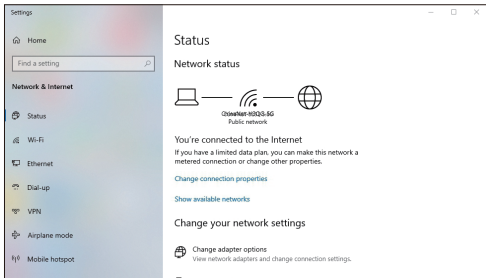 Settings
Home
Find a setting
Network & Internet
Status
Wi-Fi
Ethernet
Dial-up
VPN
Airplane mode
Mobile hotspot
Status
Network status
Public network
You're connected to the Internet
If you have a limited data plan, you can make this network a
metered connection or change other properties.
Change connection properties
Show available networks
Change your network settings
Change adapter options
View network adapters and change connection settings.